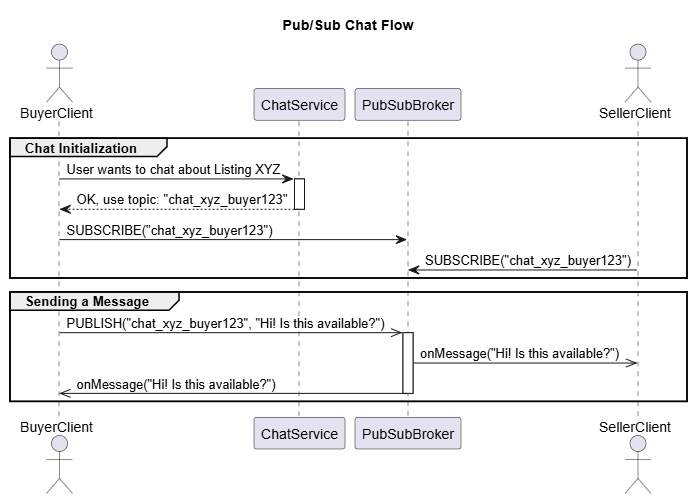 Pub/Sub Chat Flow
BuyerClient
ChatService
PubSubBroker
SellerClient
Chat Initialization
User wants to chat about Listing XYZ
OK, use topic: "chat_xyz_buyer123"
SUBSCRIBE("chat_xyz_buyer123")
SUBSCRIBE("chat_xyz_buyer123")
Sending a Message
PUBLISH("chat_xyz_buyer123", "Hi! Is this available?")
onMessage("Hi! Is this available?")
onMessage("Hi! Is this available?")
BuyerClient
ChatService
PubSubBroker
SellerClient